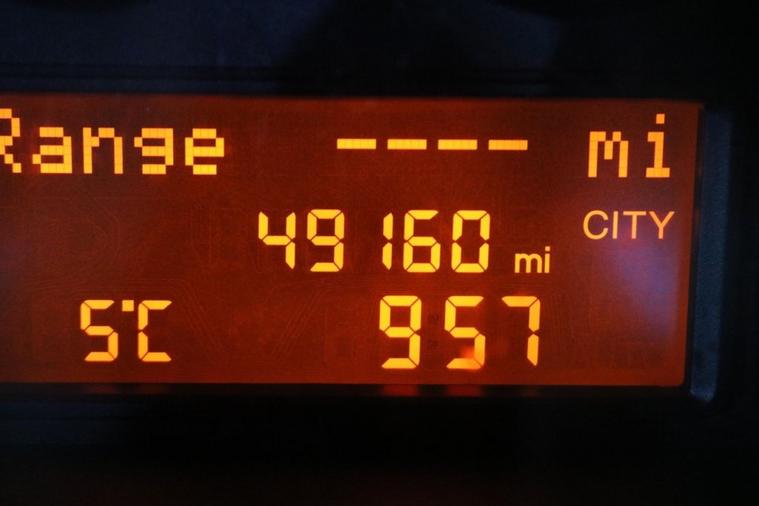 Range ---- mi
49160 mi CITY
5°C 957